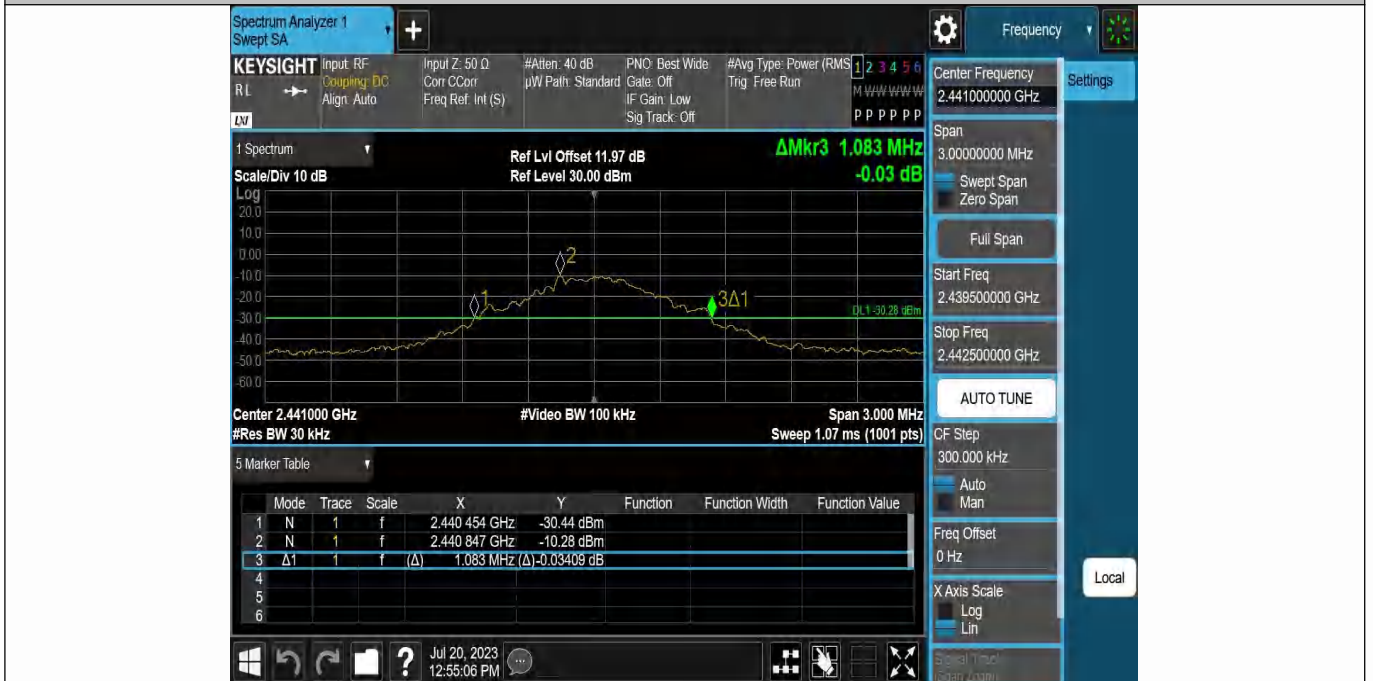 Spectrum Analyzer 1
Swept SA
+
Frequency
KEYSIGHT
RL
LXI
Input: RF
Coupling: DC
Align: Auto
Input Z: 50 Ω
Corr CCorr
Freq Ref: Int (S)
#Atten: 40 dB
µW Path: Standard
PNO: Best Wide
Gate: Off
IF Gain: Low
Sig Track: Off
#Avg Type: Power (RMS
Trig: Free Run
1 2 3 4 5 6
M W W W W W
P P P P P P
Center Frequency
2.441000000 GHz
Settings
1 Spectrum
Scale/Div 10 dB
Ref Lvl Offset 11.97 dB
Ref Level 30.00 dBm
ΔMkr3 1.083 MHz
-0.03 dB
Span
3.00000000 MHz
Swept Span
Zero Span
Full Span
Log
20.0
10.0
0.00
-10.0
-20.0
-30.0
-40.0
-50.0
-60.0
1
2
3Δ1
DL1 -30.28 dBm
Start Freq
2.439500000 GHz
Stop Freq
2.442500000 GHz
AUTO TUNE
Center 2.441000 GHz
#Res BW 30 kHz
#Video BW 100 kHz
Span 3.000 MHz
Sweep 1.07 ms (1001 pts)
CF Step
300.000 kHz
Auto
Man
5 Marker Table
Mode Trace Scale X Y Function Function Width Function Value
1 N 1 f 2.440 454 GHz -30.44 dBm
2 N 1 f 2.440 847 GHz -10.28 dBm
3 Δ1 1 f (Δ) 1.083 MHz (Δ) -0.03409 dB
4
5
6
Freq Offset
0 Hz
X Axis Scale
Log
Lin
Local
Signal Track
(Span Zoom)
?
Jul 20, 2023
12:55:06 PM